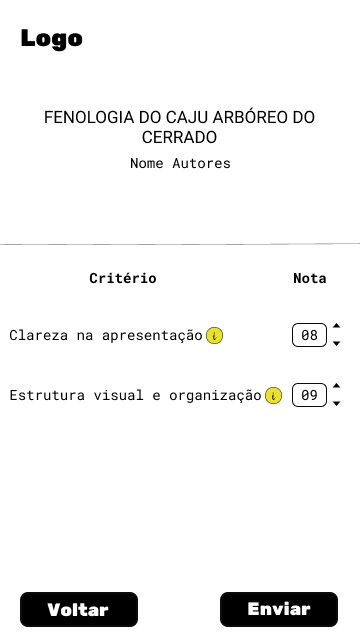 Logo
FENOLOGIA DO CAJU ARBÓREO DO
CERRADO
Nome Autores
Critério Nota
Clareza na apresentação i 08
Estrutura visual e organização i 09
Voltar Enviar